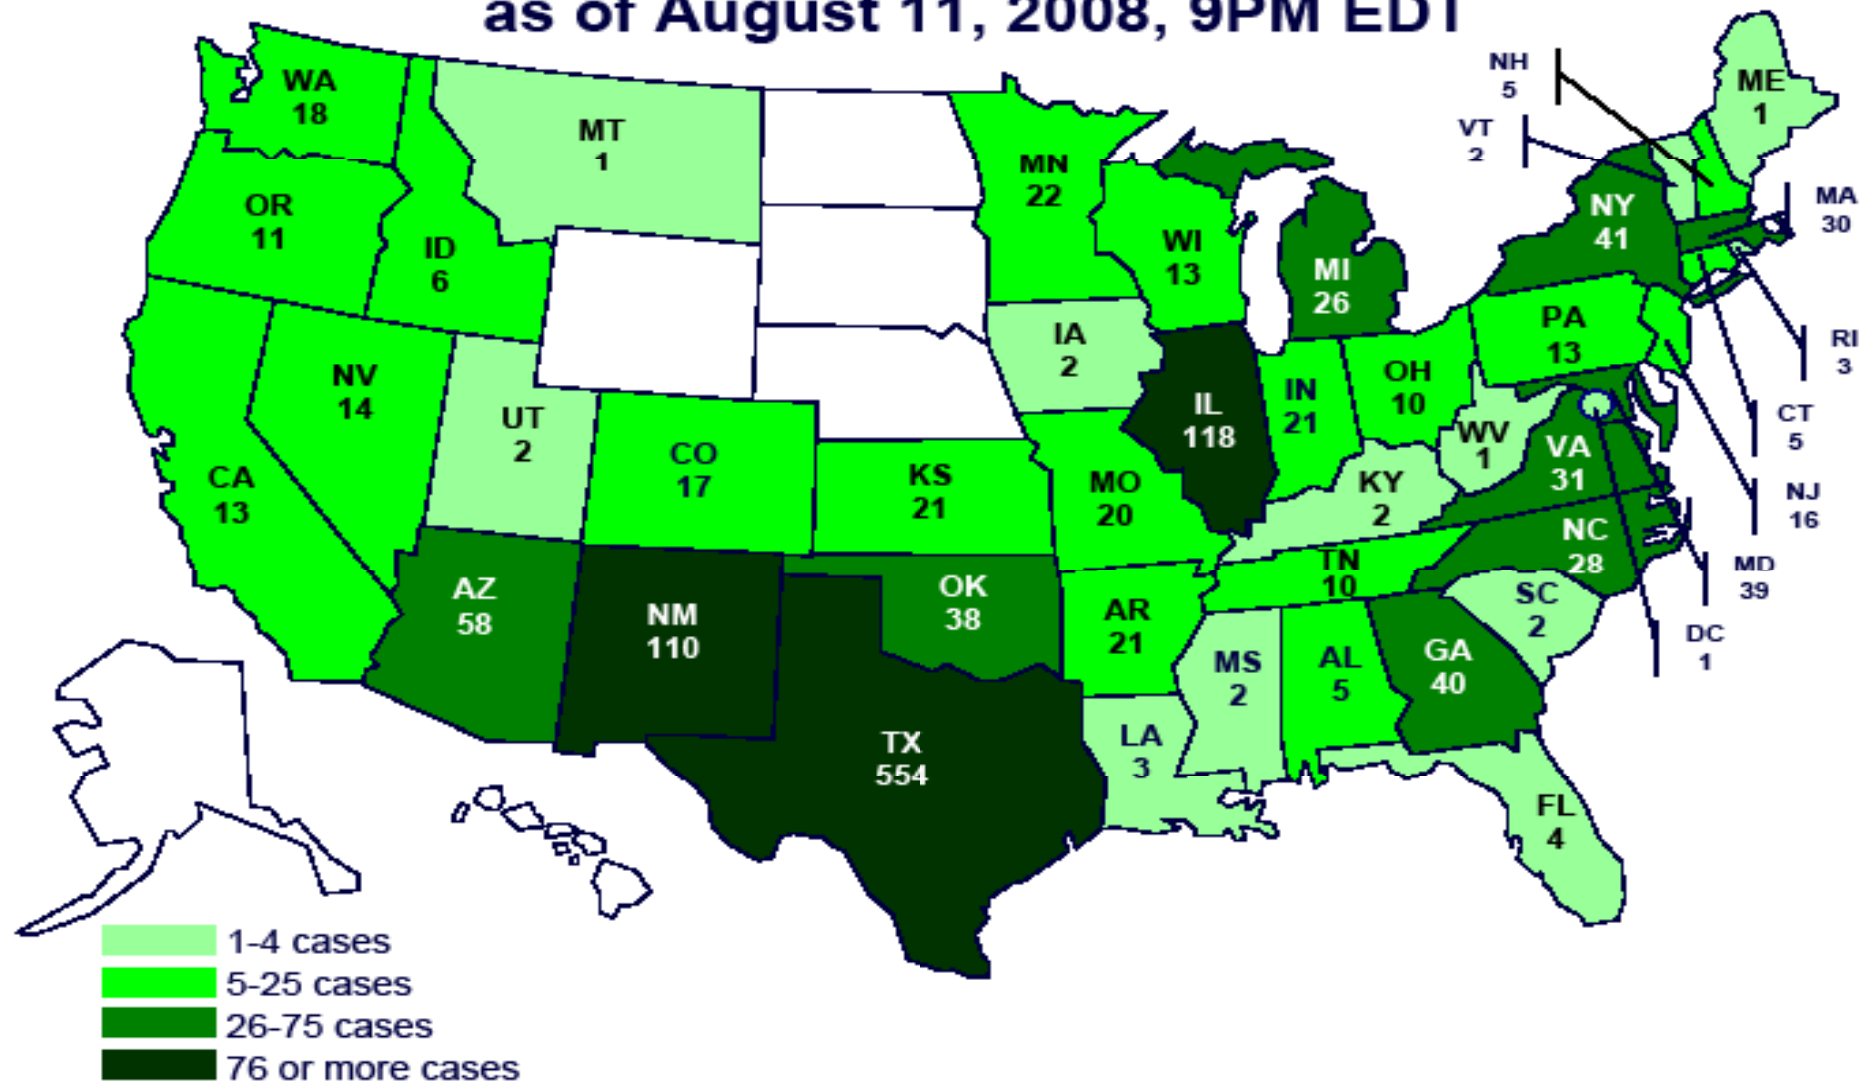 as of August 11, 2008, 9PM EDT
WA
18
MT
1
MN
22
NH
5
ME
1
VT
2
OR
11
ID
6
WI
13
MI
26
NY
41
MA
30
IA
2
PA
13
RI
3
NV
14
UT
2
CO
17
KS
21
MO
20
IL
118
IN
21
OH
10
WV
1
VA
31
CT
5
CA
13
KY
2
NJ
16
AZ
58
NM
110
OK
38
AR
21
TN
10
NC
28
MD
39
SC
2
DC
1
MS
2
AL
5
GA
40
TX
554
LA
3
FL
4
1-4 cases
5-25 cases
26-75 cases
76 or more cases